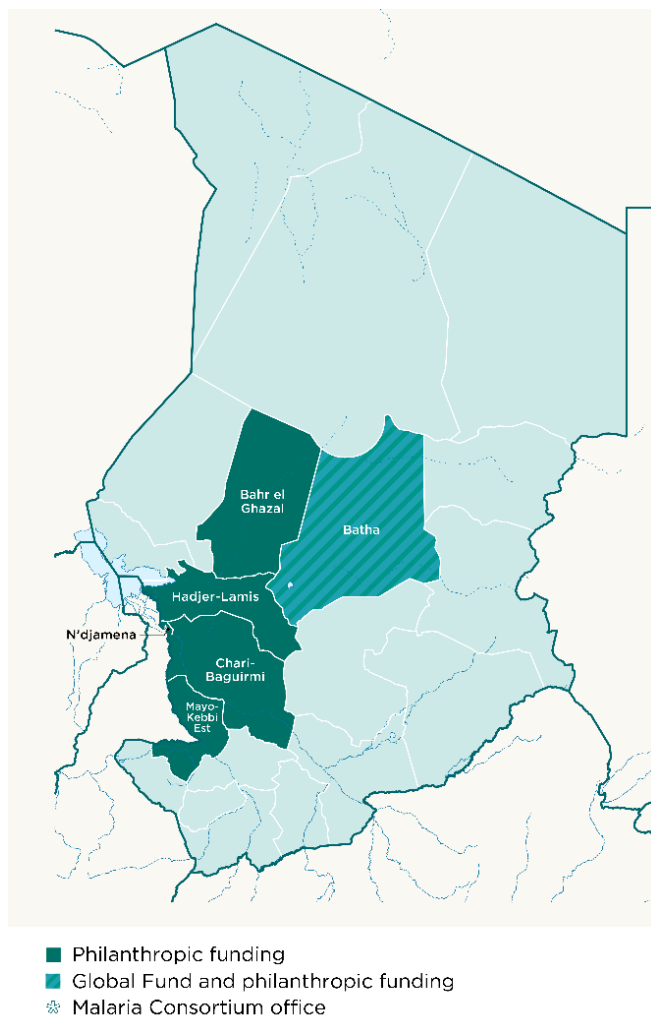 Bahr el
Ghazal
Batha
Hadjer-Lamis
N'djamena
Chari-
Baguirmi
Mayo-
Kebbi
Est
Philanthropic funding
Global Fund and philanthropic funding
Malaria Consortium office